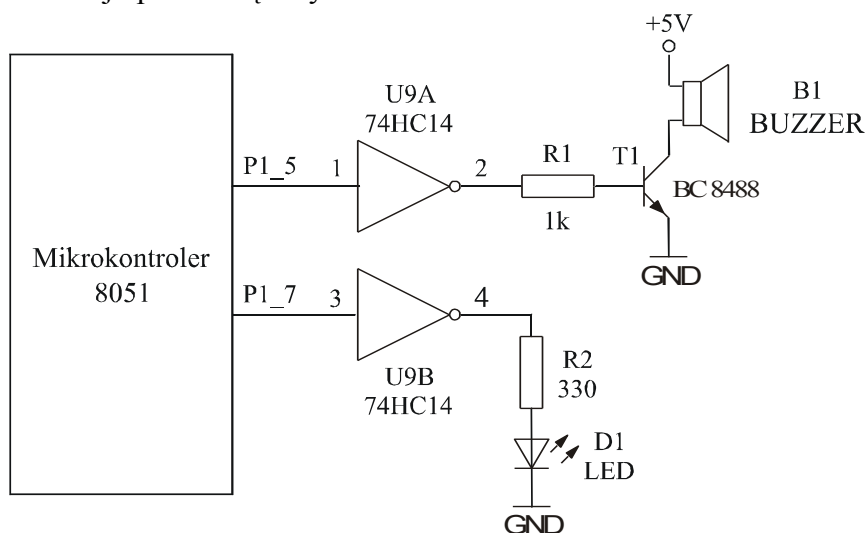 +5V
B1
BUZZER
U9A
74HC14
P1_5
1
2
R1
1k
T1
BC 8488
GND
Mikrokontroler
8051
P1_7
3
4
U9B
74HC14
R2
330
D1
LED
GND